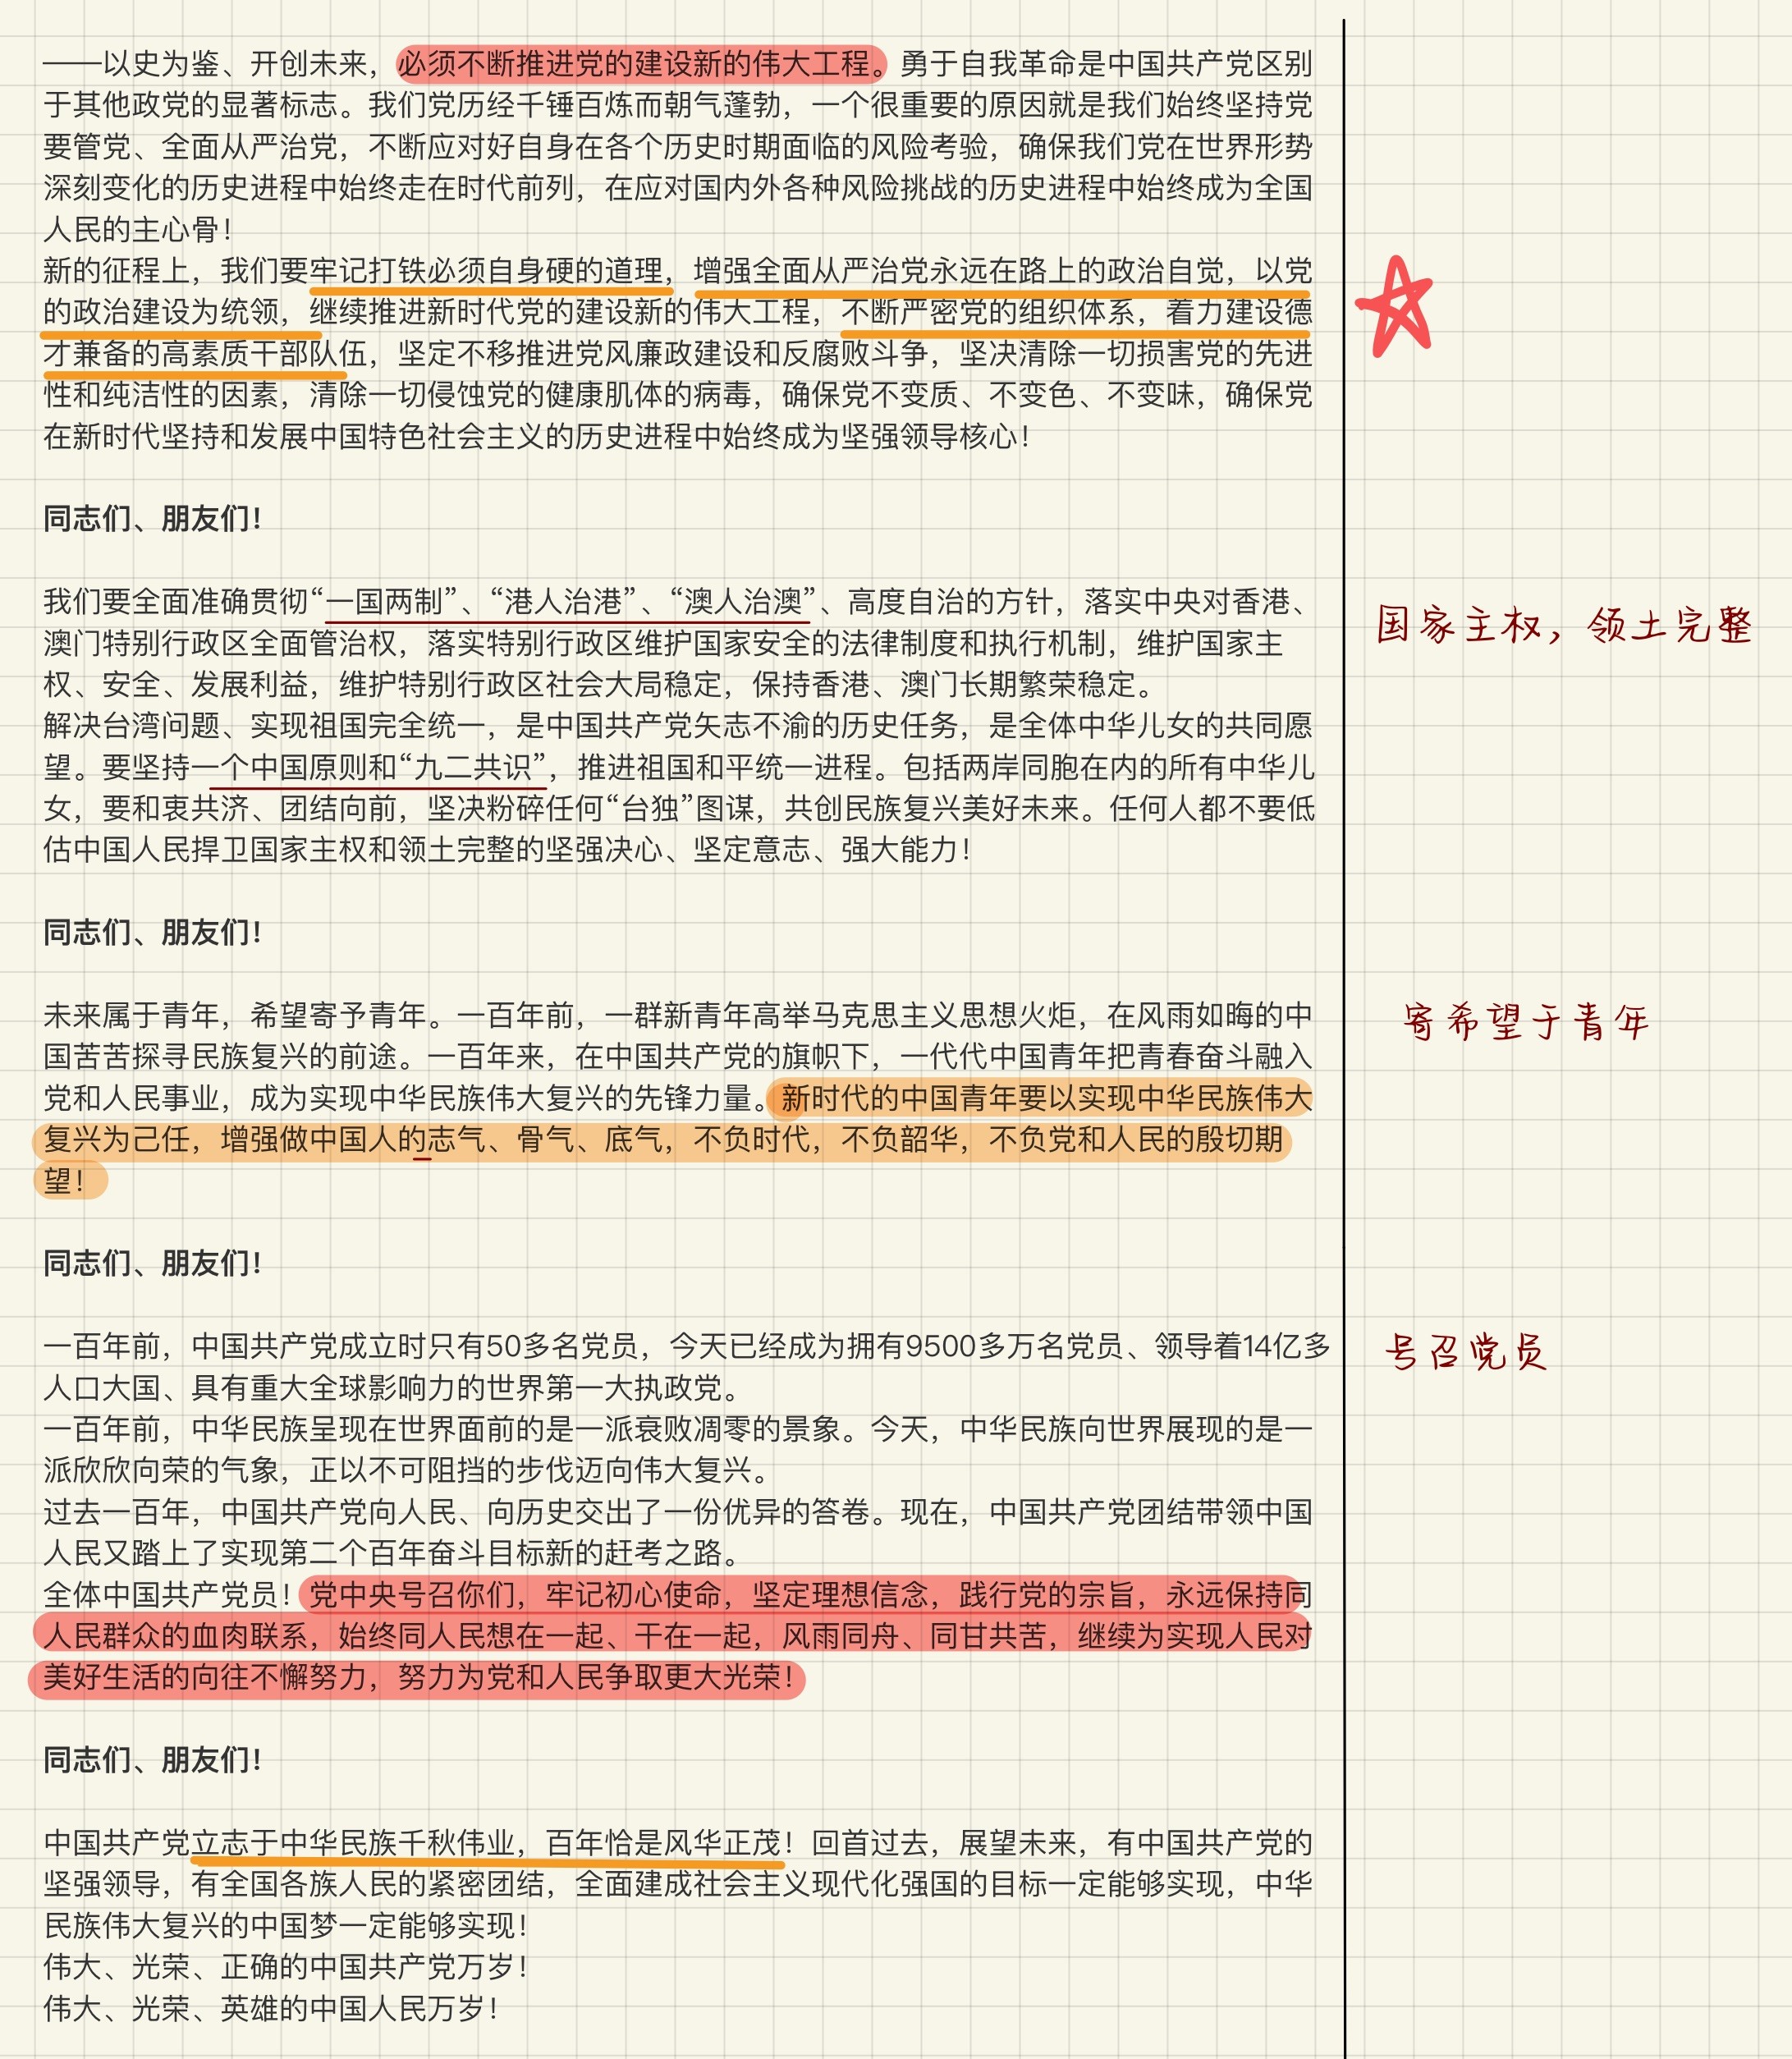 ——以史为鉴、开创未来，必须不断推进党的建设新的伟大工程。勇于自我革命是中国共产党区别
于其他政党的显著标志。我们党历经千锤百炼而朝气蓬勃，一个很重要的原因就是我们始终坚持党
要管党、全面从严治党，不断应对好自身在各个历史时期面临的风险考验，确保我们党在世界形势
深刻变化的历史进程中始终走在时代前列，在应对国内外各种风险挑战的历史进程中始终成为全国
人民的主心骨！
新的征程上，我们要牢记打铁必须自身硬的道理，增强全面从严治党永远在路上的政治自觉，以党
的政治建设为统领，继续推进新时代党的建设新的伟大工程，不断严密党的组织体系，着力建设德
才兼备的高素质干部队伍，坚定不移推进党风廉政建设和反腐败斗争，坚决清除一切损害党的先进
性和纯洁性的因素，清除一切侵蚀党的健康肌体的病毒，确保党不变质、不变色、不变味，确保党
在新时代坚持和发展中国特色社会主义的历史进程中始终成为坚强领导核心！
同志们、朋友们！
我们要全面准确贯彻“一国两制”、“港人治港”、“澳人治澳”、高度自治的方针，落实中央对香港、
国家主权，领土完整
澳门特别行政区全面管治权，落实特别行政区维护国家安全的法律制度和执行机制，维护国家主
权、安全、发展利益，维护特别行政区社会大局稳定，保持香港、澳门长期繁荣稳定。
解决台湾问题、实现祖国完全统一，是中国共产党矢志不渝的历史任务，是全体中华儿女的共同愿
望。要坚持一个中国原则和“九二共识”，推进祖国和平统一进程。包括两岸同胞在内的所有中华儿
女，要和衷共济、团结向前，坚决粉碎任何“台独”图谋，共创民族复兴美好未来。任何人都不要低
估中国人民捍卫国家主权和领土完整的坚强决心、坚定意志、强大能力！
同志们、朋友们！
未来属于青年，希望寄予青年。一百年前，一群新青年高举马克思主义思想火炬，在风雨如晦的中
寄希望于青年
国苦苦探寻民族复兴的前途。一百年来，在中国共产党的旗帜下，一代代中国青年把青春奋斗融入
党和人民事业，成为实现中华民族伟大复兴的先锋力量。新时代的中国青年要以实现中华民族伟大
复兴为己任，增强做中国人的志气、骨气、底气，不负时代，不负韶华，不负党和人民的殷切期
望！
同志们、朋友们！
一百年前，中国共产党成立时只有50多名党员，今天已经成为拥有9500多万名党员、领导着14亿多
号召党员
人口大国、具有重大全球影响力的世界第一大执政党。
一百年前，中华民族呈现在世界面前的是一派衰败凋零的景象。今天，中华民族向世界展现的是一
派欣欣向荣的气象，正以不可阻挡的步伐迈向伟大复兴。
过去一百年，中国共产党向人民、向历史交出了一份优异的答卷。现在，中国共产党团结带领中国
人民又踏上了实现第二个百年奋斗目标新的赶考之路。
全体中国共产党员！党中央号召你们，牢记初心使命，坚定理想信念，践行党的宗旨，永远保持同
人民群众的血肉联系，始终同人民想在一起、干在一起，风雨同舟、同甘共苦，继续为实现人民对
美好生活的向往不懈努力，努力为党和人民争取更大光荣！
同志们、朋友们！
中国共产党立志于中华民族千秋伟业，百年恰是风华正茂！回首过去，展望未来，有中国共产党的
坚强领导，有全国各族人民的紧密团结，全面建成社会主义现代化强国的目标一定能够实现，中华
民族伟大复兴的中国梦一定能够实现！
伟大、光荣、正确的中国共产党万岁！
伟大、光荣、英雄的中国人民万岁！